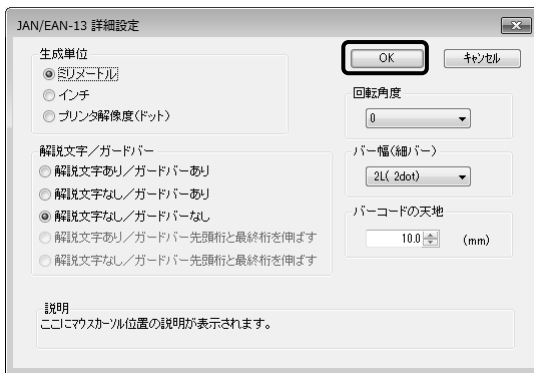 JAN/EAN-13 詳細設定
生成単位
ミリメートル
インチ
プリンタ解像度(ドット)
解説文字／ガードバー
解説文字あり／ガードバーあり
解説文字なし／ガードバーあり
解説文字なし／ガードバーなし
解説文字あり／ガードバー先頭桁と最終桁を伸ばす
解説文字なし／ガードバー先頭桁と最終桁を伸ばす
OK
キャンセル
回転角度
0
バー幅(細バー)
2L( 2dot)
バーコードの天地
10.0 (mm)
説明
ここにマウスカーソル位置の説明が表示されます。